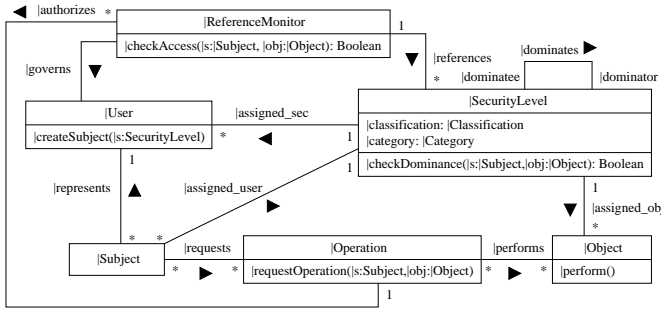 |authorizes *
|ReferenceMonitor
|checkAccess(|s:|Subject, |obj:|Object): Boolean
1
|references
*
|dominates
|dominatee
|dominator
|governs
|User
|createSubject(|s:|SecurityLevel)
|assigned_sec
*
1
|SecurityLevel
|classification: |Classification
|category: |Category
|checkDominance(|s:|Subject,|obj:|Object): Boolean
1
|represents
|assigned_user
1
1
|assigned_obj
*
* *
|Subject
|requests
* *
|Operation
|requestOperation(|s:|Subject,|obj:|Object)
|performs
* *
|Object
|perform()
1